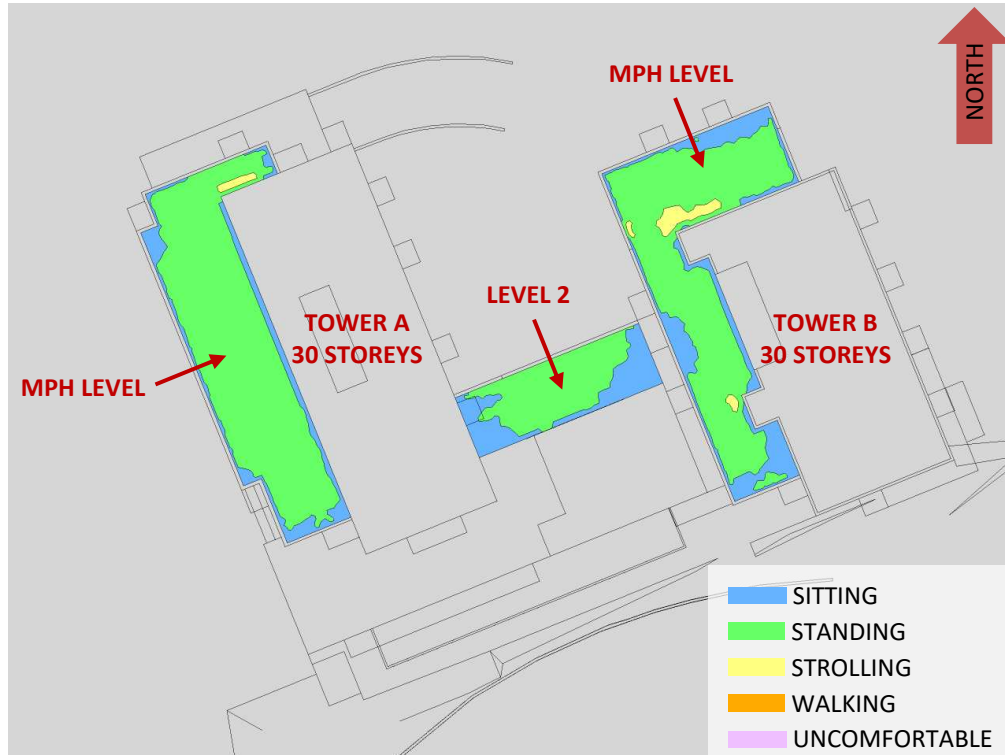 NORTH
MPH LEVEL
LEVEL 2
TOWER A
30 STOREYS
TOWER B
30 STOREYS
MPH LEVEL
SITTING
STANDING
STROLLING
WALKING
UNCOMFORTABLE